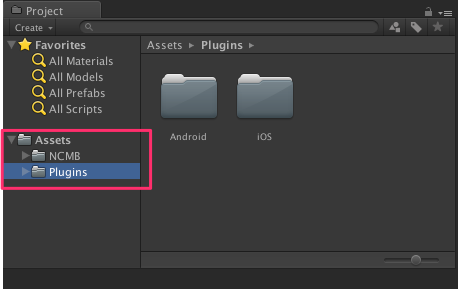 Project
Create
Favorites
All Materials
All Models
All Prefabs
All Scripts
Assets
NCMB
Plugins
Assets Plugins
Android
iOS